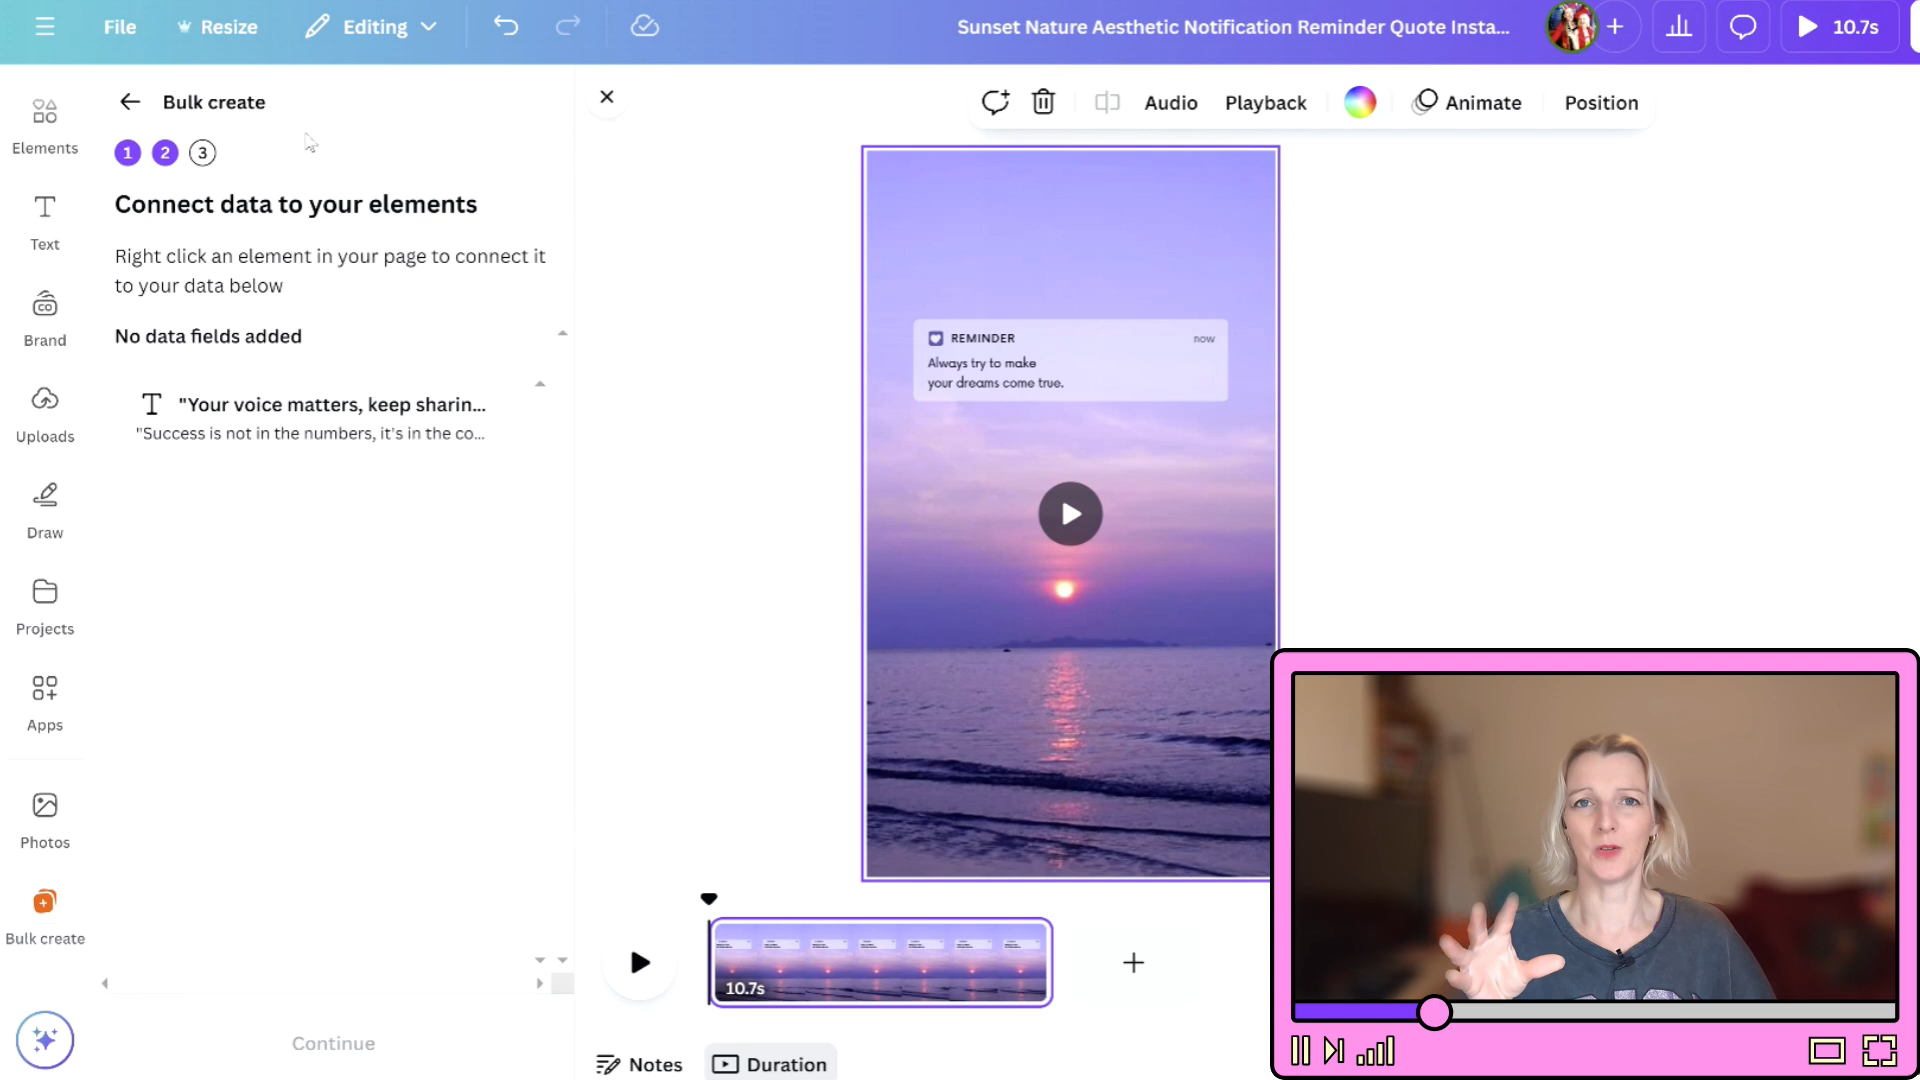 File
Resize
Editing
Sunset Nature Aesthetic Notification Reminder Quote Insta...
10.7s
Elements
Text
Brand
Uploads
Draw
Projects
Apps
Photos
Bulk create
Bulk create
1 2 3
Connect data to your elements
Right click an element in your page to connect it
to your data below
No data fields added
"Your voice matters, keep sharin...
"Success is not in the numbers, it's in the co...
Continue
Audio
Playback
Animate
Position
REMINDER
now
Always try to make
your dreams come true.
10.7s
Notes
Duration